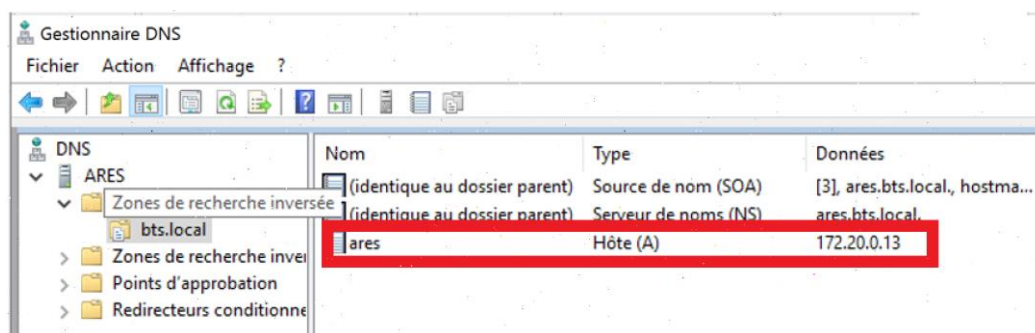 Gestionnaire DNS
Fichier Action Affichage ?
DNS
ARES
Zones de recherche inversée
bts.local
Zones de recherche inve
Points d'approbation
Redirecteurs conditionne
Nom Type Données
(identique au dossier parent) Source de nom (SOA) [3], ares.bts.local., hostma...
(identique au dossier parent) Serveur de noms (NS) ares.bts.local.
ares Hôte (A) 172.20.0.13